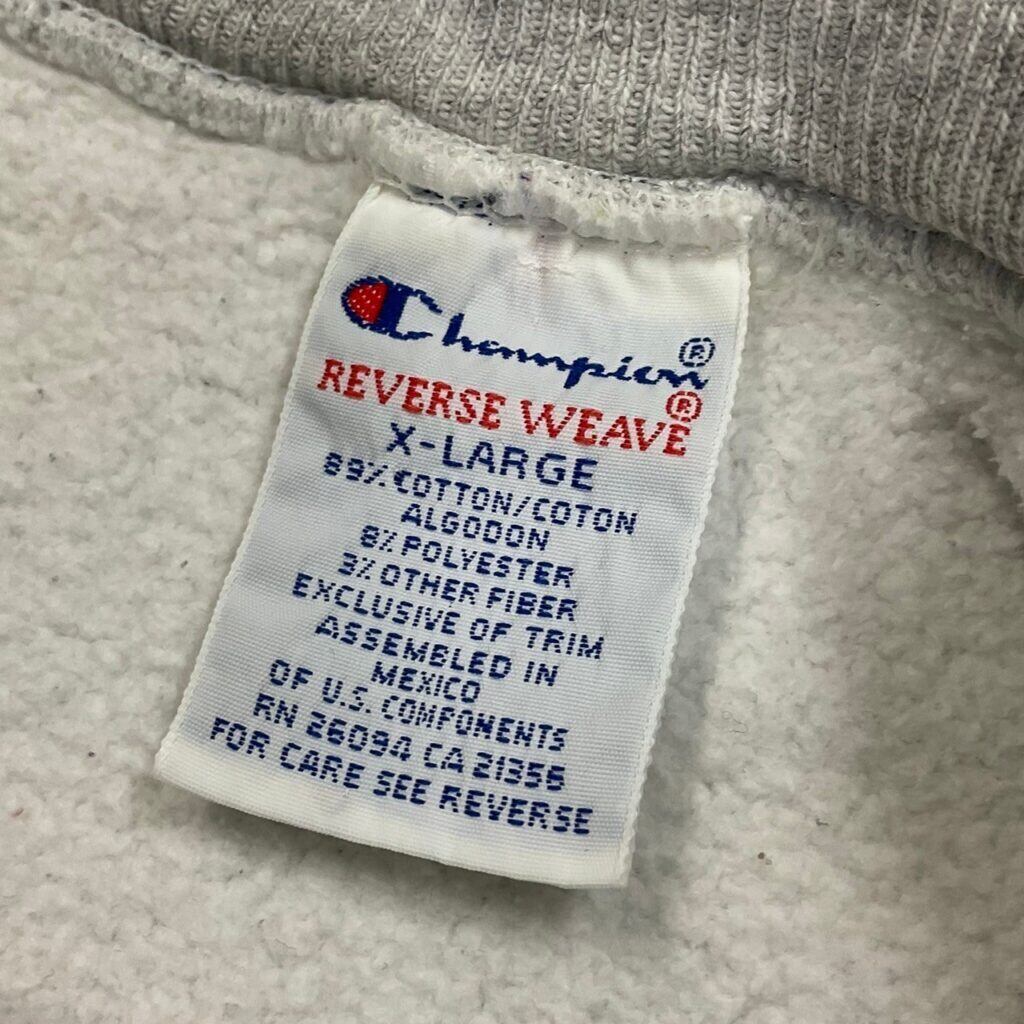 Champion®
REVERSE WEAVE®
X-LARGE
89% COTTON/COTON
ALGODON
8% POLYESTER
3% OTHER FIBER
EXCLUSIVE OF TRIM
ASSEMBLED IN
MEXICO
OF U.S. COMPONENTS
RN 26094 CA 21356
FOR CARE SEE REVERSE